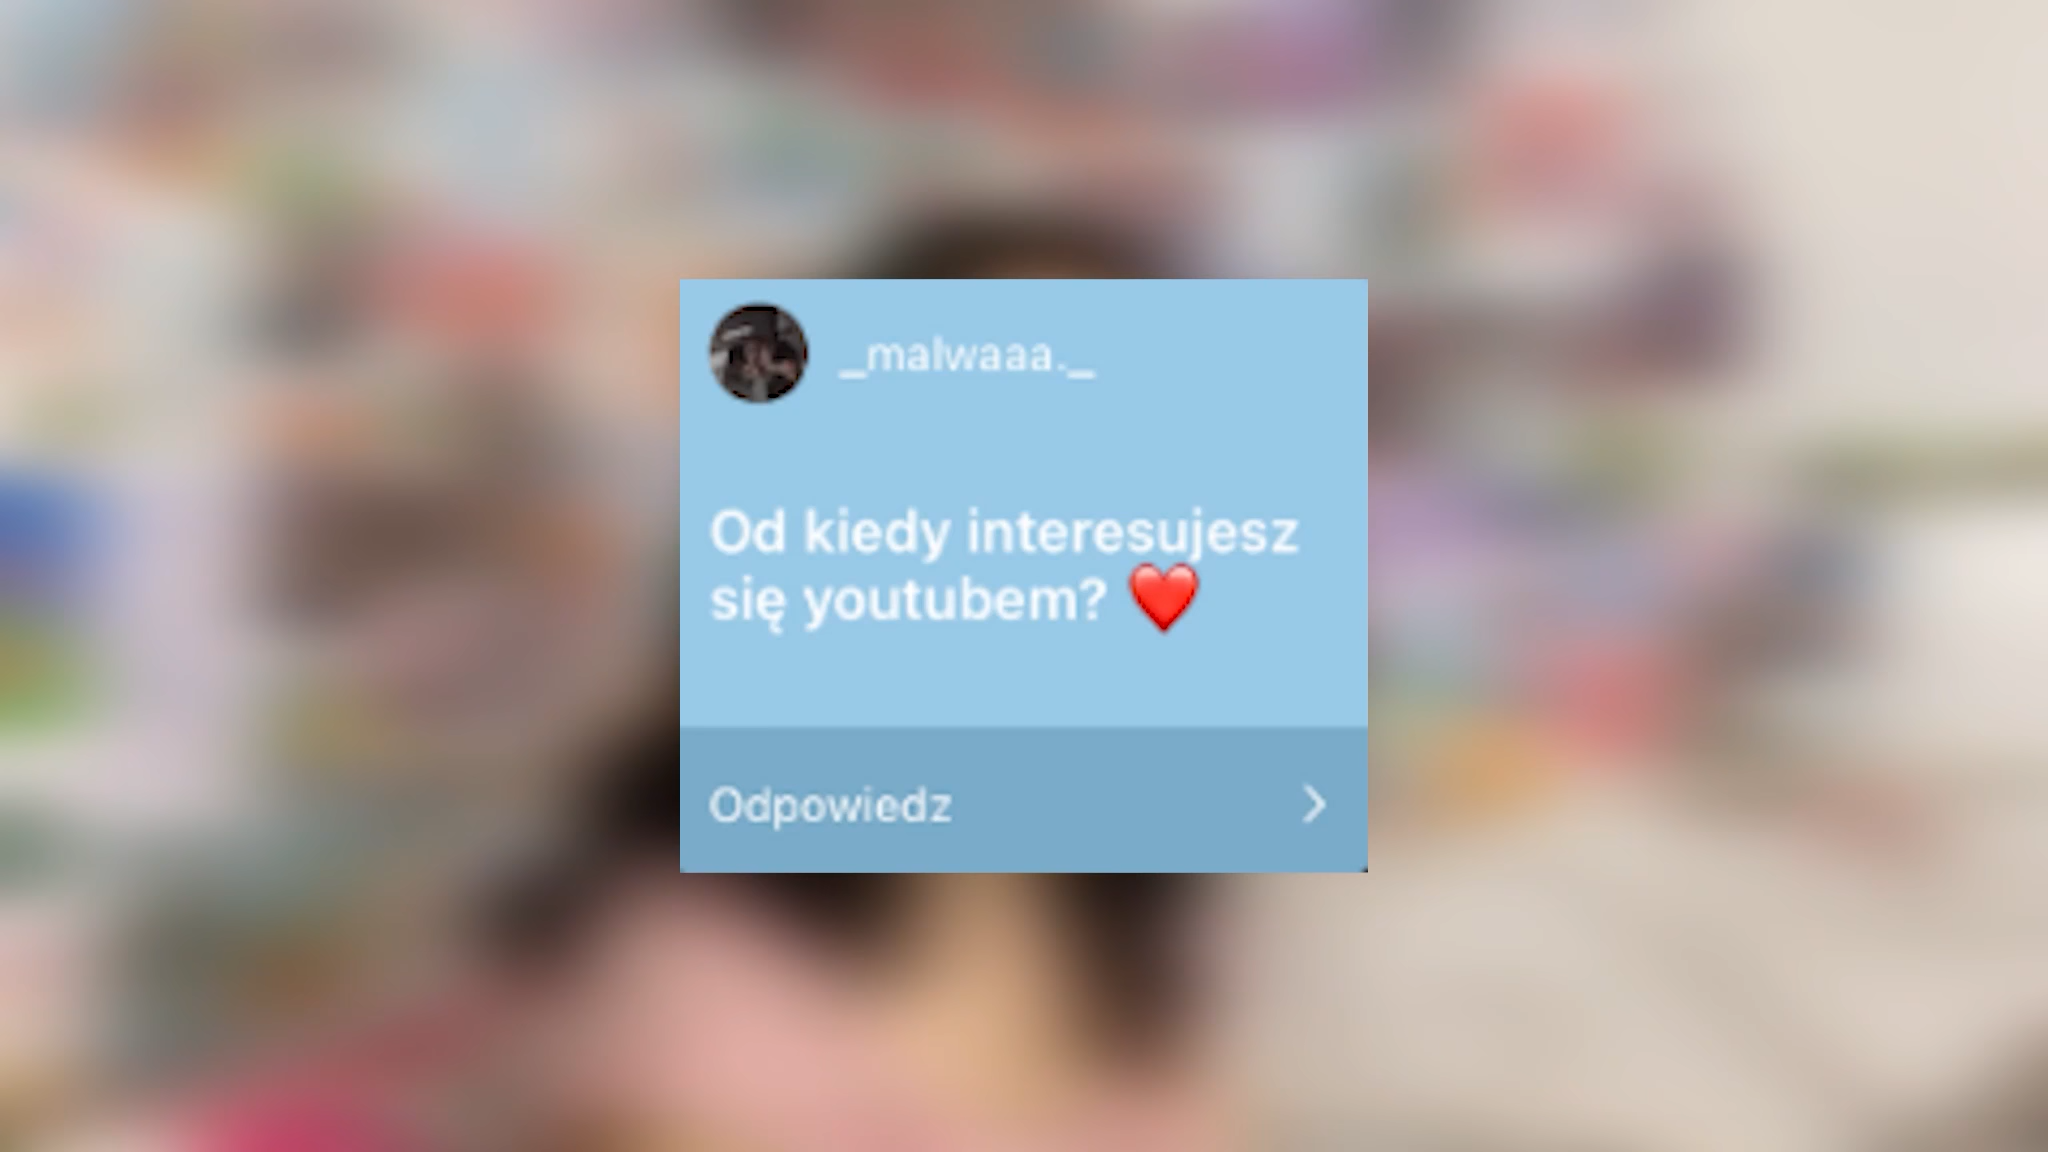 _malwaaa._
Od kiedy interesujesz
się youtubem? ❤️
Odpowiedz